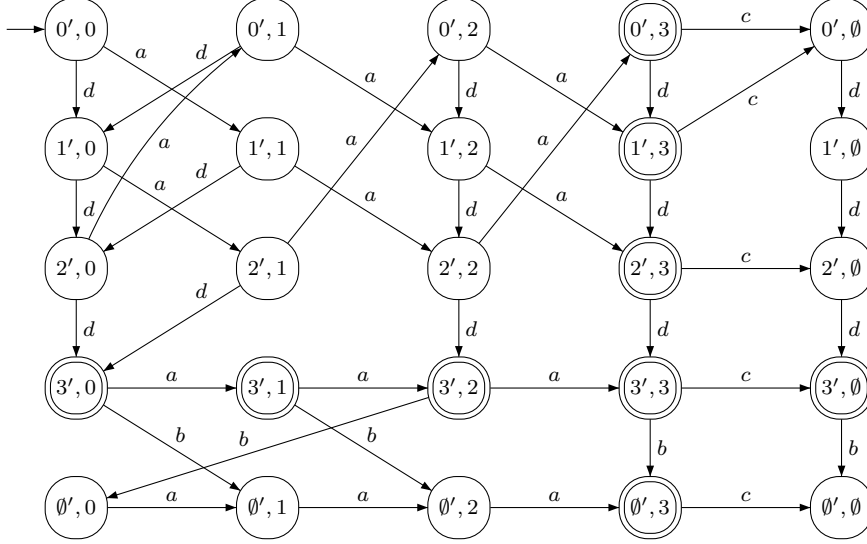 0′, 0 0′, 1 0′, 2 0′, 3 c 0′, ∅
a d a a
d d d c d
a a
1′, 0 1′, 1 1′, 2 1′, 3 1′, ∅
a d a a
d d d d
2′, 0 2′, 1 2′, 2 2′, 3 c 2′, ∅
d
d d d d
3′, 0 a 3′, 1 a 3′, 2 a 3′, 3 c 3′, ∅
b b b b b
∅′, 0 a ∅′, 1 a ∅′, 2 a ∅′, 3 c ∅′, ∅